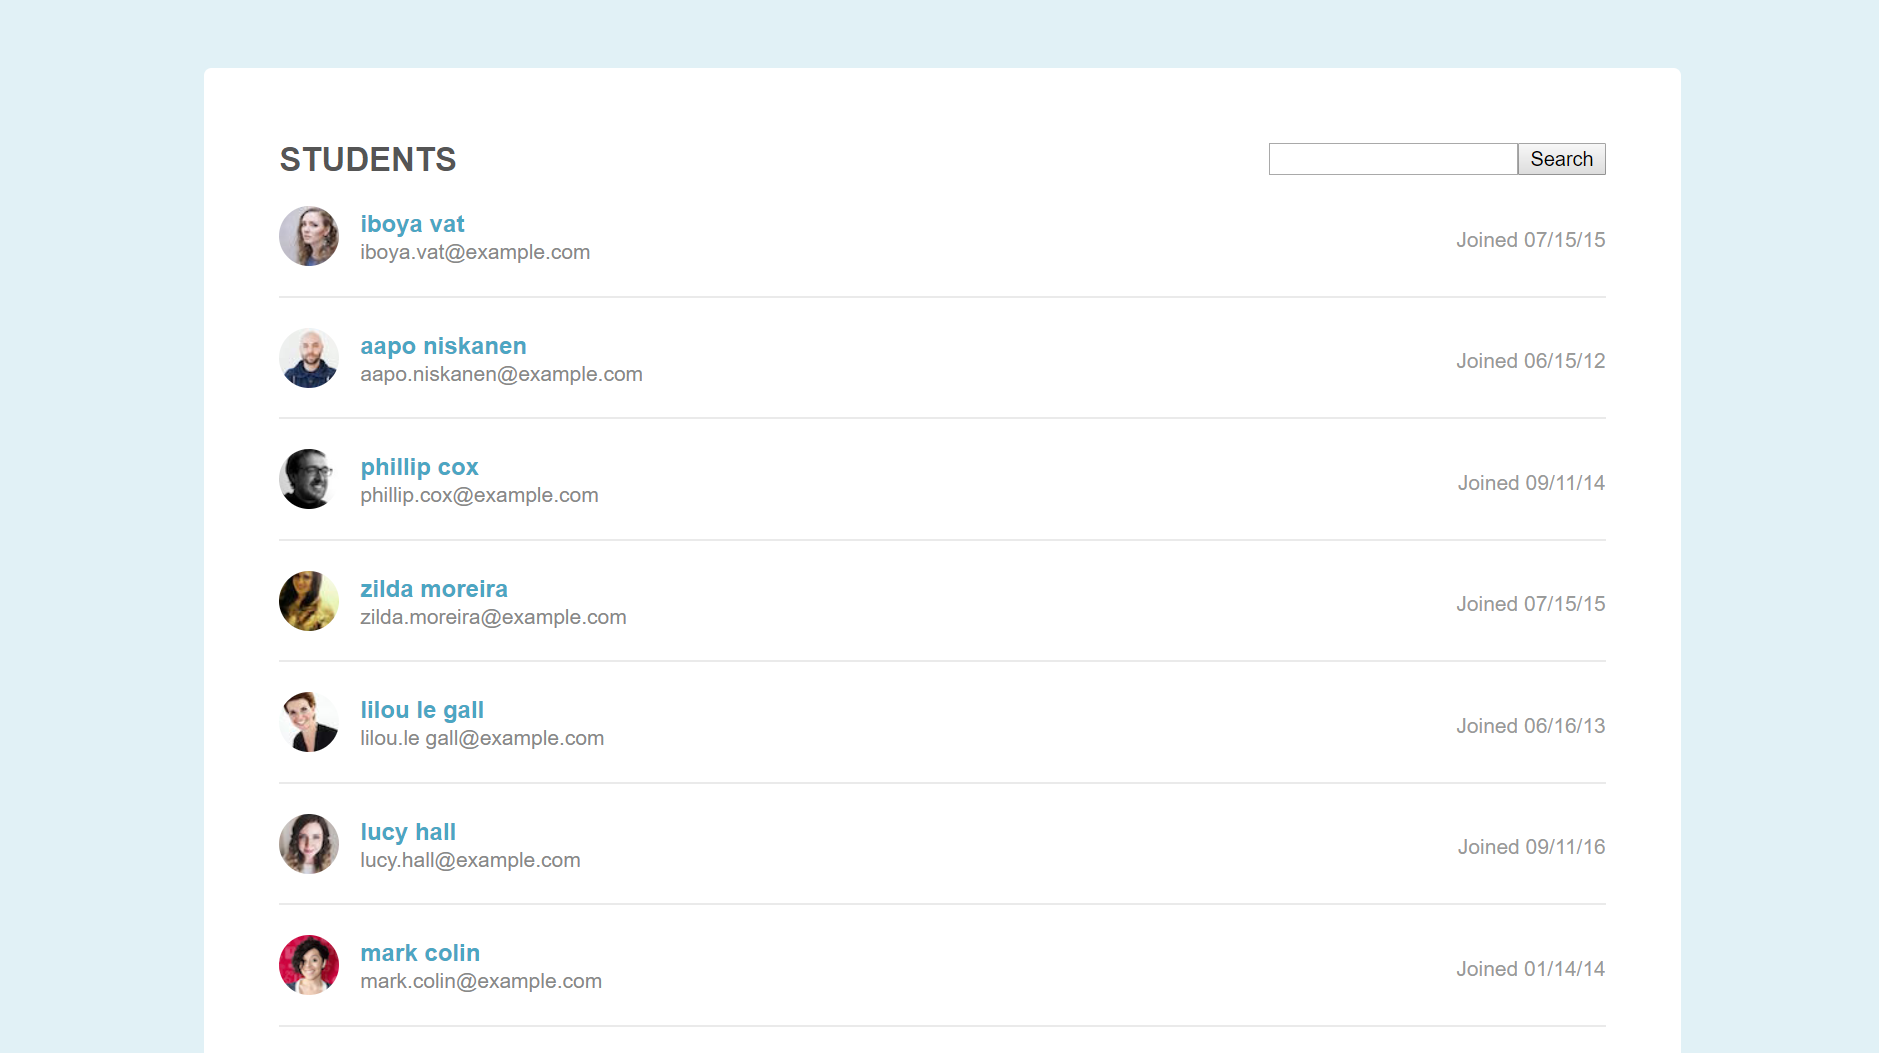 STUDENTS
Search
iboya vat
iboya.vat@example.com
Joined 07/15/15
aapo niskanen
aapo.niskanen@example.com
Joined 06/15/12
phillip cox
phillip.cox@example.com
Joined 09/11/14
zilda moreira
zilda.moreira@example.com
Joined 07/15/15
lilou le gall
lilou.le gall@example.com
Joined 06/16/13
lucy hall
lucy.hall@example.com
Joined 09/11/16
mark colin
mark.colin@example.com
Joined 01/14/14